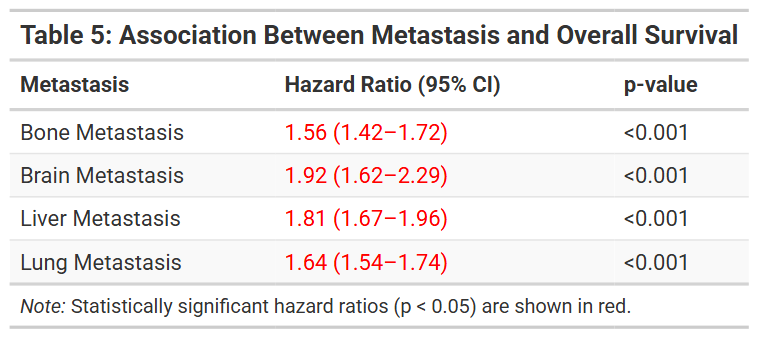 Table 5: Association Between Metastasis and Overall Survival
Metastasis Hazard Ratio (95% CI) p-value
Bone Metastasis 1.56 (1.42–1.72) <0.001
Brain Metastasis 1.92 (1.62–2.29) <0.001
Liver Metastasis 1.81 (1.67–1.96) <0.001
Lung Metastasis 1.64 (1.54–1.74) <0.001
Note: Statistically significant hazard ratios (p < 0.05) are shown in red.